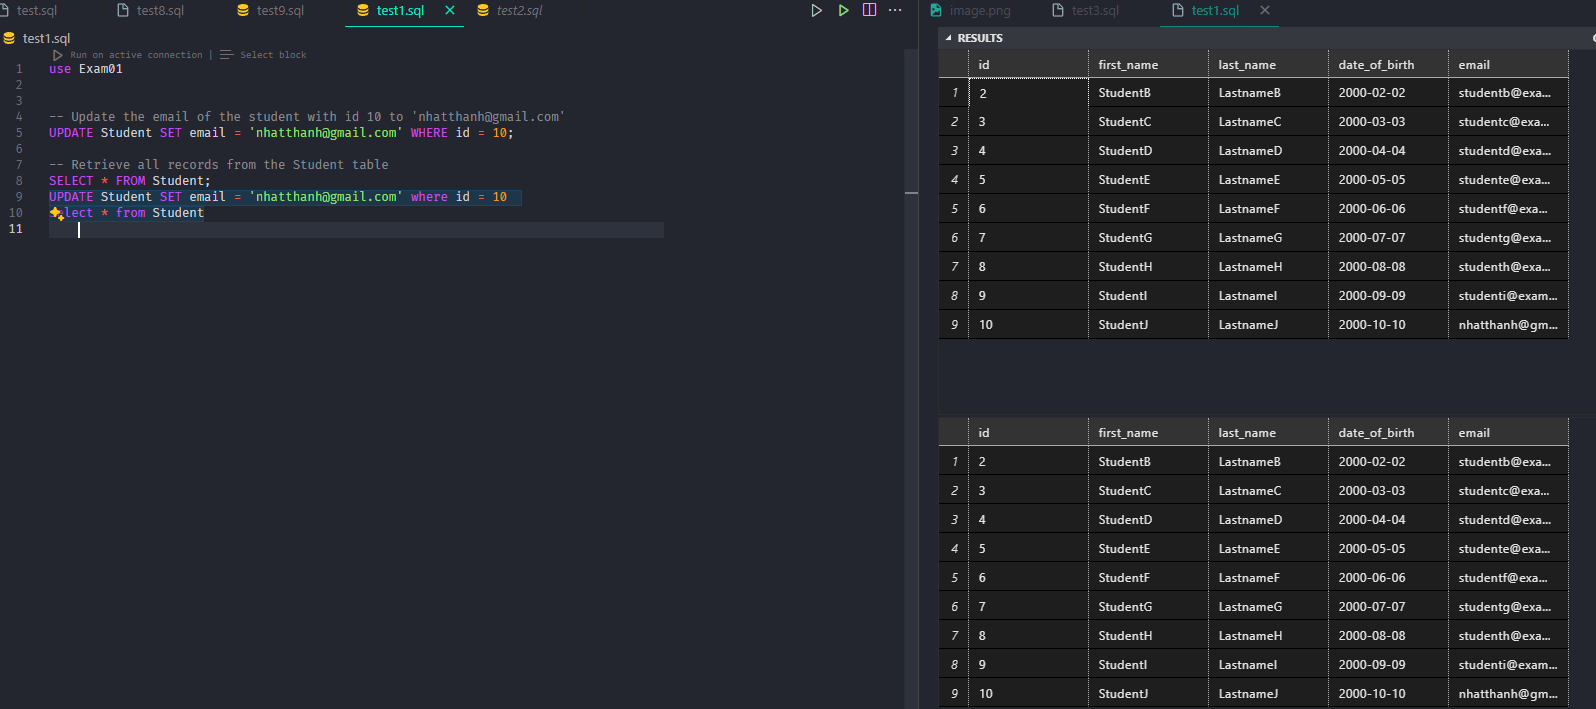 test.sql test8.sql test9.sql test1.sql test2.sql
image.png test3.sql test1.sql
test1.sql
Run on active connection | Select block
1 use Exam01
2
3
4 -- Update the email of the student with id 10 to 'nhatthanh@gmail.com'
5 UPDATE Student SET email = 'nhatthanh@gmail.com' WHERE id = 10;
6
7 -- Retrieve all records from the Student table
8 SELECT * FROM Student;
9 UPDATE Student SET email = 'nhatthanh@gmail.com' where id = 10
10 lect * from Student
11
RESULTS
id first_name last_name date_of_birth email
1 2 StudentB LastnameB 2000-02-02 studentb@exa...
2 3 StudentC LastnameC 2000-03-03 studentc@exa...
3 4 StudentD LastnameD 2000-04-04 studentd@exa...
4 5 StudentE LastnameE 2000-05-05 studente@exa...
5 6 StudentF LastnameF 2000-06-06 studentf@exa...
6 7 StudentG LastnameG 2000-07-07 studentg@exa...
7 8 StudentH LastnameH 2000-08-08 studenth@exa...
8 9 StudentI LastnameI 2000-09-09 studenti@exam...
9 10 StudentJ LastnameJ 2000-10-10 nhatthanh@gm...
id first_name last_name date_of_birth email
1 2 StudentB LastnameB 2000-02-02 studentb@exa...
2 3 StudentC LastnameC 2000-03-03 studentc@exa...
3 4 StudentD LastnameD 2000-04-04 studentd@exa...
4 5 StudentE LastnameE 2000-05-05 studente@exa...
5 6 StudentF LastnameF 2000-06-06 studentf@exa...
6 7 StudentG LastnameG 2000-07-07 studentg@exa...
7 8 StudentH LastnameH 2000-08-08 studenth@exa...
8 9 StudentI LastnameI 2000-09-09 studenti@exam...
9 10 StudentJ LastnameJ 2000-10-10 nhatthanh@gm...